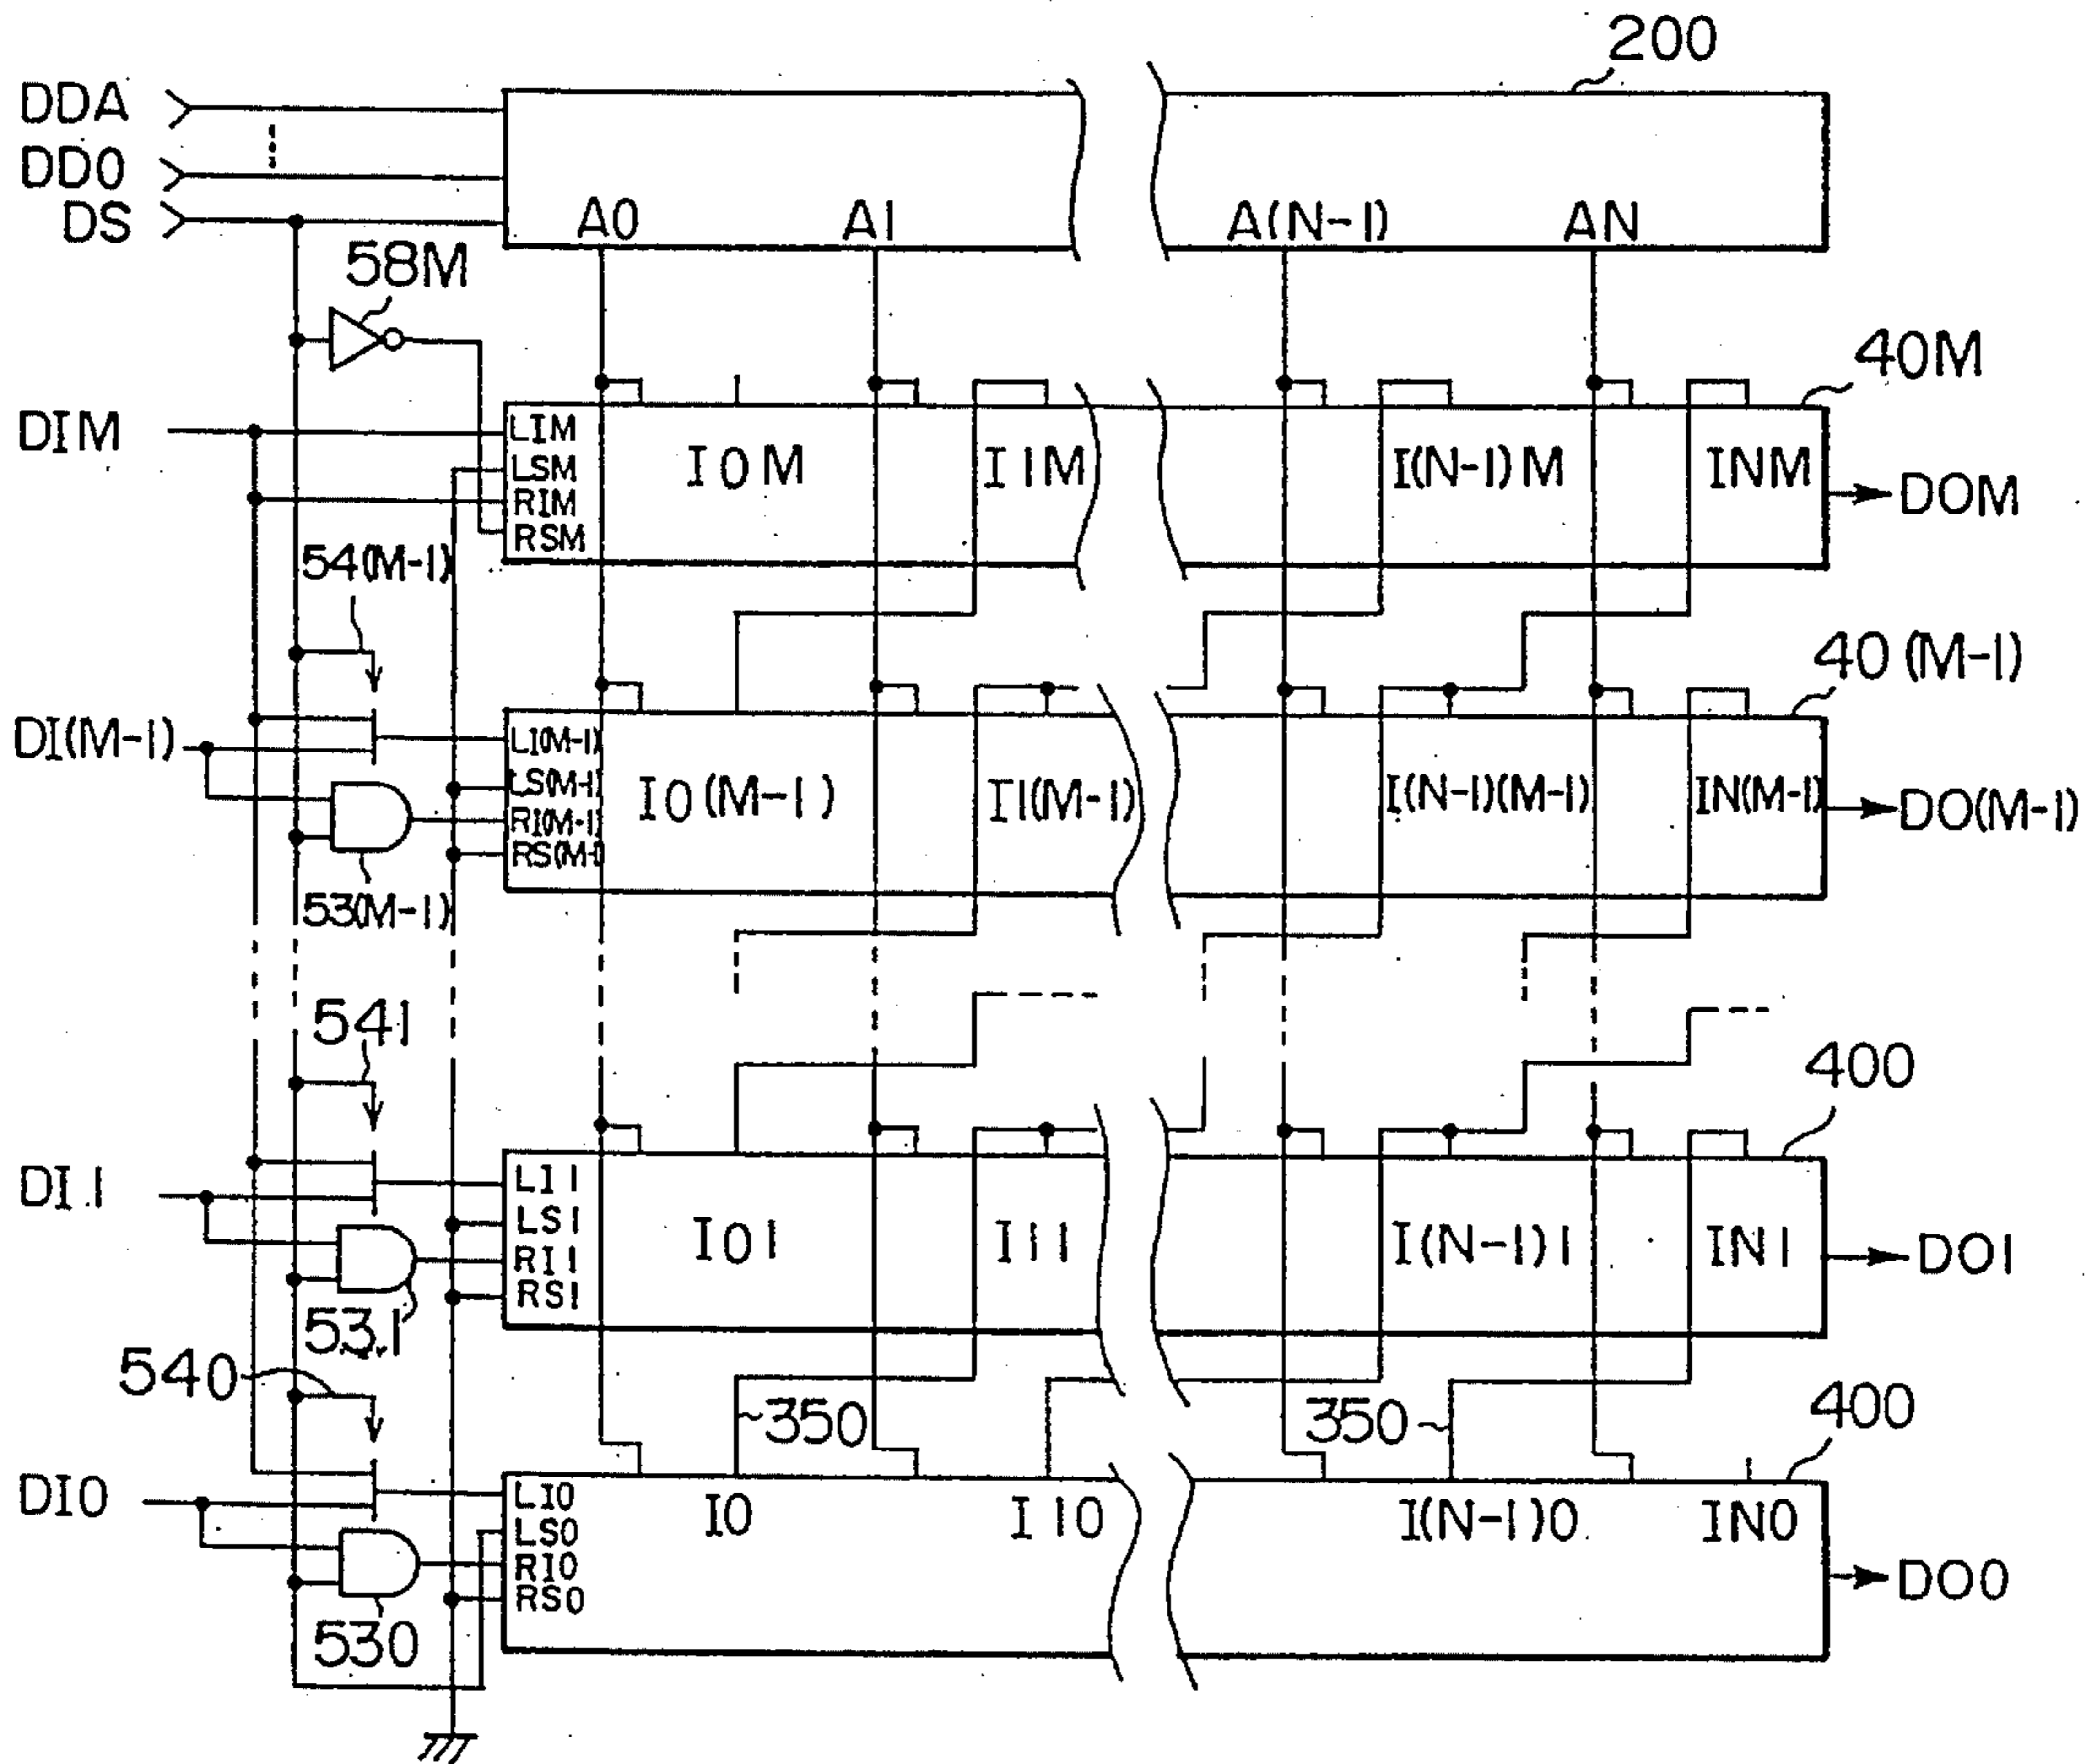 200
DDA
DD0
DS
A0 A1 A(N-1) AN
58M
40M
DIM
LIM
LSM
RIM
RSM
I0M I1M I(N-1)M INM
DOM
54(M-1)
40(M-1)
DI(M-1)
LI(M-1)
LS(M-1)
RI(M-1)
RS(M-1
I0(M-1) I1(M-1) I(N-1)(M-1) IN(M-1)
DO(M-1)
53(M-1)
541
400
DI1
LI1
LS1
RI1
RS1
I01 I11 I(N-1)1 IN1
DO1
531
540
350
350
400
DI0
LI0
LS0
RI0
RS0
I0 I10 I(N-1)0 IN0
DO0
530